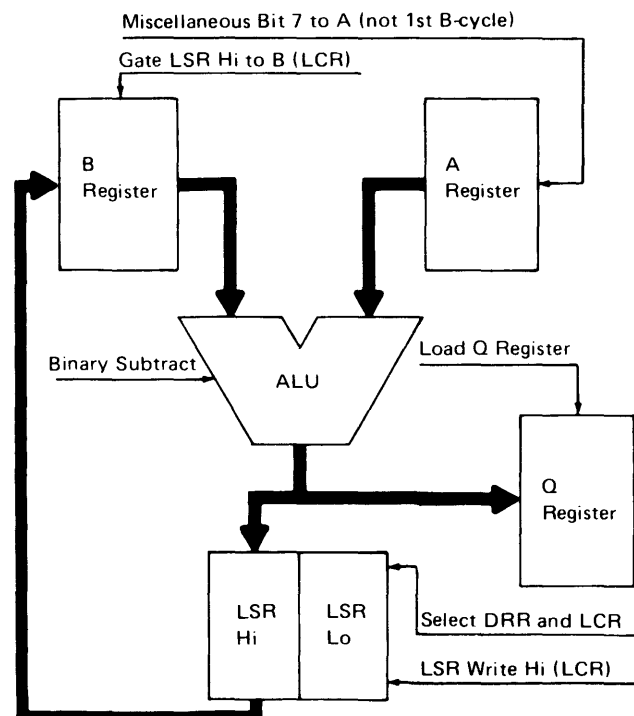 Miscellaneous Bit 7 to A (not 1st B-cycle)
Gate LSR Hi to B (LCR)
B
Register
A
Register
Binary Subtract
ALU
Load Q Register
Q
Register
LSR
Hi
LSR
Lo
Select DRR and LCR
LSR Write Hi (LCR)